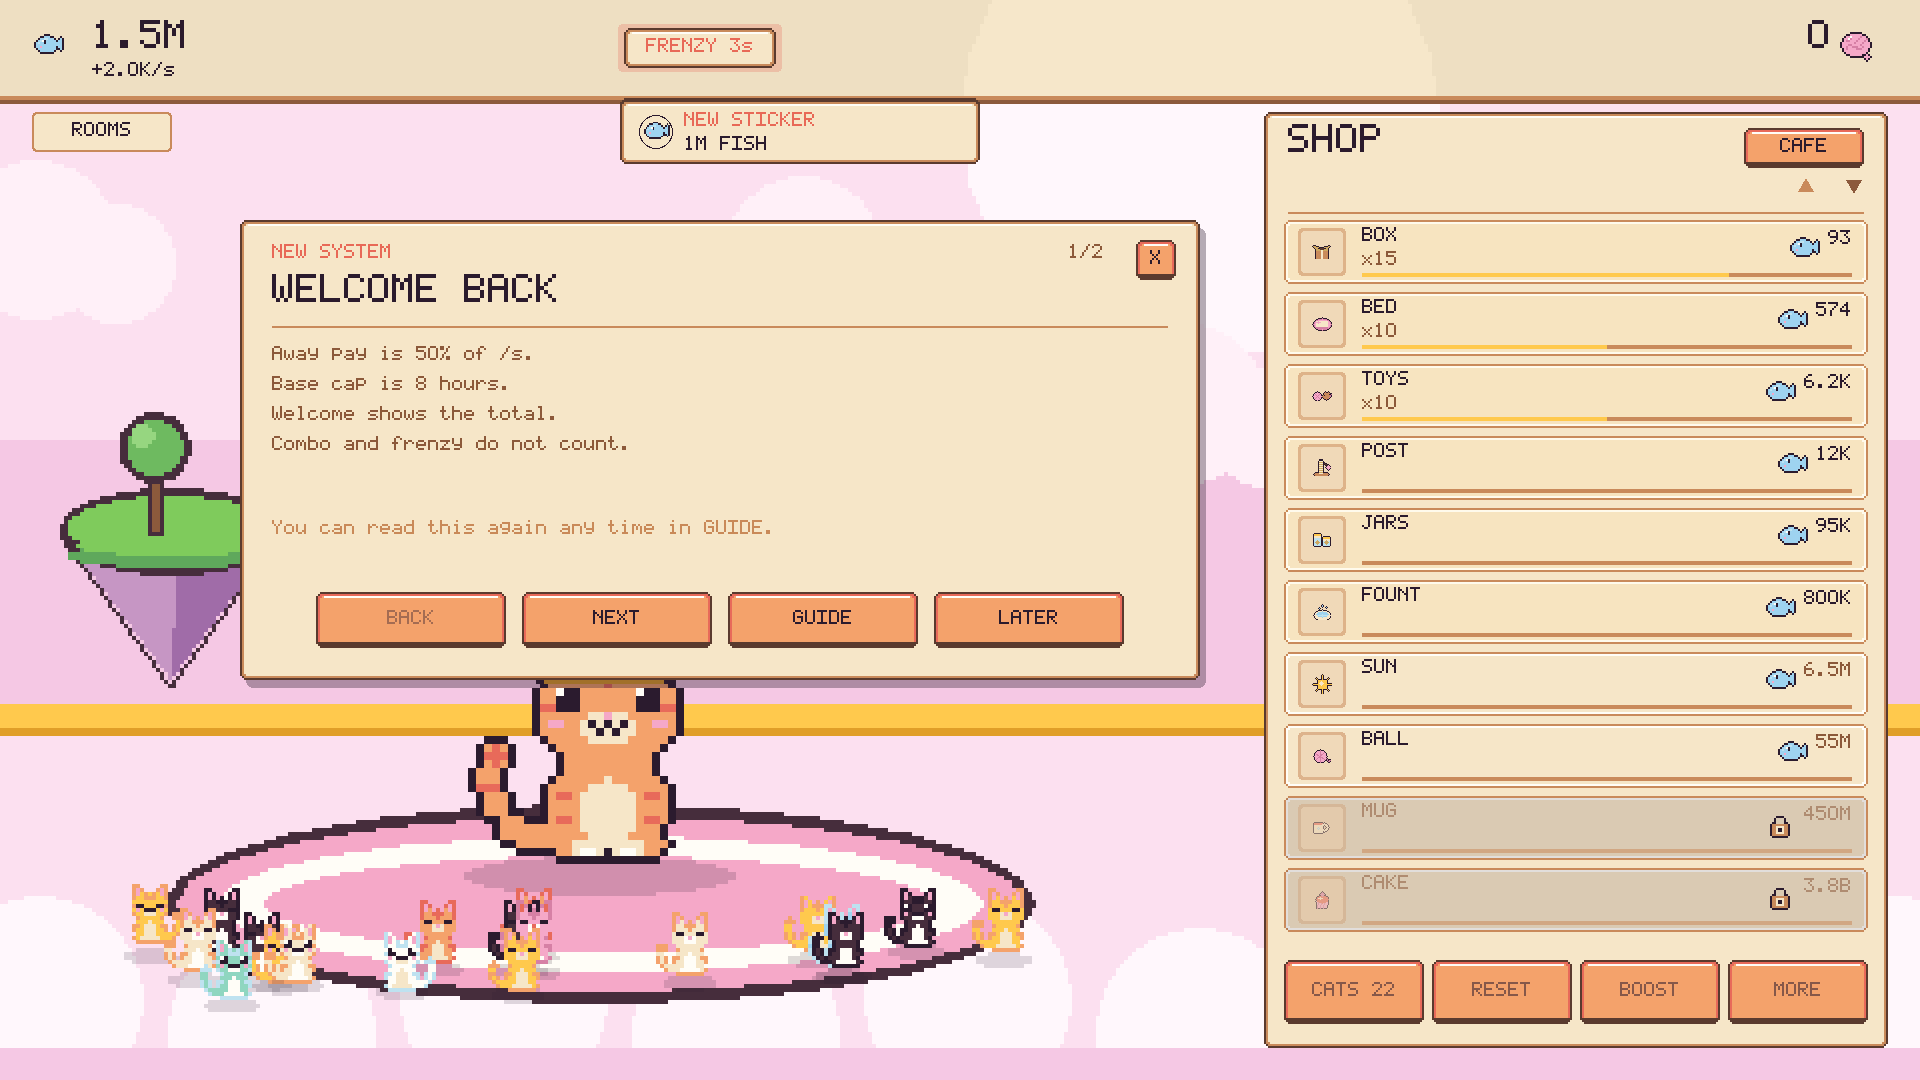 1.5M
+2.0K/s
FRENZY 3s
0
ROOMS
NEW STICKER
1M FISH
SHOP
CAFE
NEW SYSTEM
1/2
X
WELCOME BACK
Away pay is 50% of /s.
Base cap is 8 hours.
Welcome shows the total.
Combo and frenzy do not count.
You can read this again any time in GUIDE.
BACK
NEXT
GUIDE
LATER
BOX
x15
93
BED
x10
574
TOYS
x10
6.2K
POST
12K
JARS
95K
FOUNT
800K
SUN
6.5M
BALL
55M
MUG
450M
CAKE
3.8B
CATS 22
RESET
BOOST
MORE